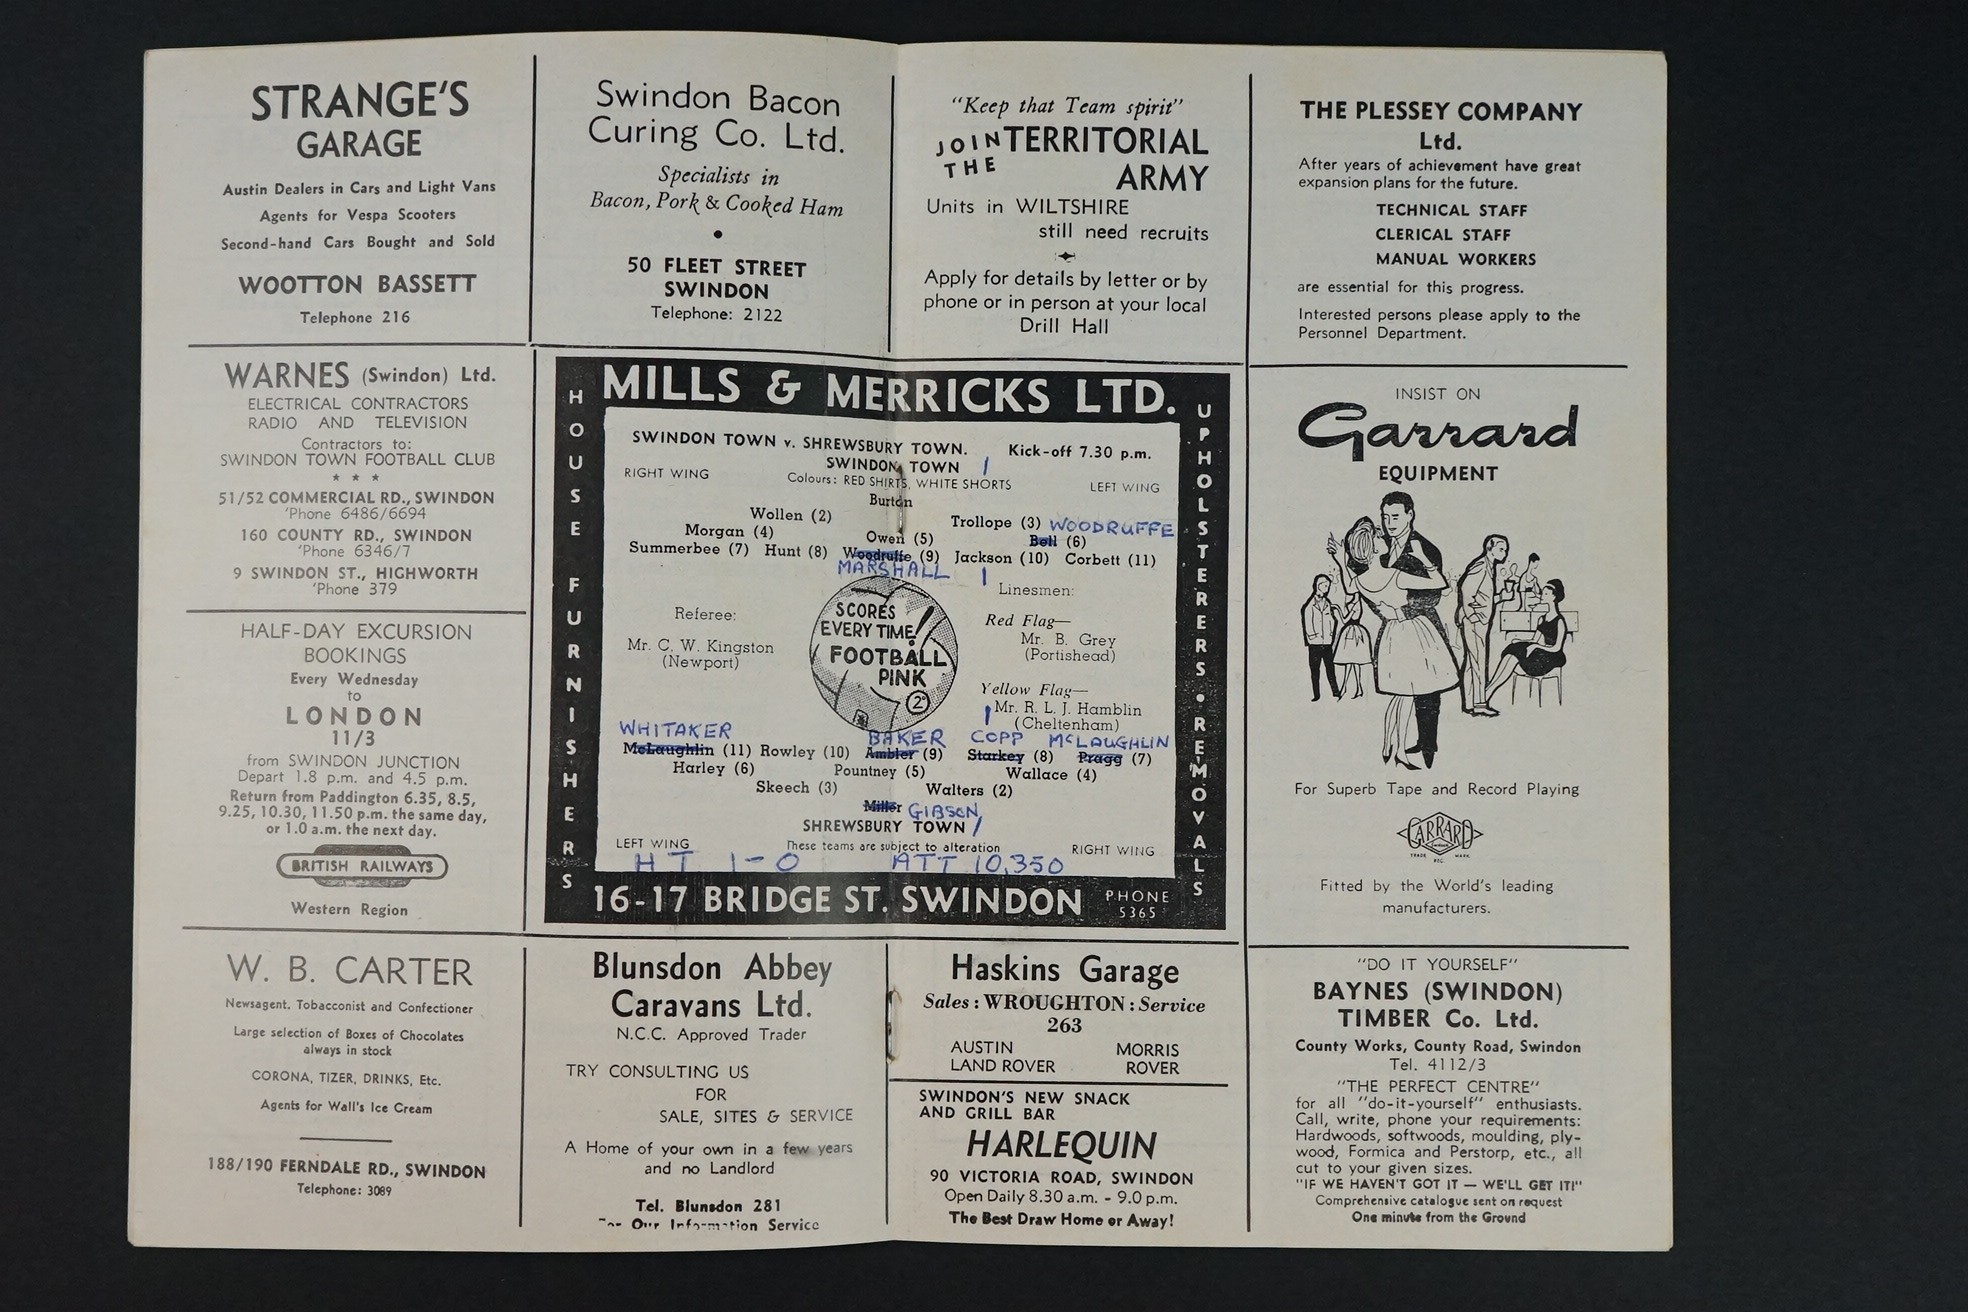 STRANGE'S
GARAGE
Austin Dealers in Cars and Light Vans
Agents for Vespa Scooters
Second-hand Cars Bought and Sold
WOOTTON BASSETT
Telephone 216
Swindon Bacon
Curing Co. Ltd.
Specialists in
Bacon, Pork & Cooked Ham
50 FLEET STREET
SWINDON
Telephone: 2122
"Keep that Team spirit"
JOIN THE TERRITORIAL
ARMY
Units in WILTSHIRE
still need recruits
Apply for details by letter or by
phone or in person at your local
Drill Hall
THE PLESSEY COMPANY
Ltd.
After years of achievement have great
expansion plans for the future.
TECHNICAL STAFF
CLERICAL STAFF
MANUAL WORKERS
are essential for this progress.
Interested persons please apply to the
Personnel Department.
WARNES (Swindon) Ltd.
ELECTRICAL CONTRACTORS
RADIO AND TELEVISION
Contractors to:
SWINDON TOWN FOOTBALL CLUB
* * *
51/52 COMMERCIAL RD., SWINDON
'Phone 6486/6694
160 COUNTY RD., SWINDON
'Phone 6346/7
9 SWINDON ST., HIGHWORTH
'Phone 379
HALF-DAY EXCURSION
BOOKINGS
Every Wednesday
to
LONDON
11/3
from SWINDON JUNCTION
Depart 1.8 p.m. and 4.5 p.m.
Return from Paddington 6.35, 8.5,
9.25, 10.30, 11.50 p.m. the same day,
or 1.0 a.m. the next day.
BRITISH RAILWAYS
Western Region
MILLS & MERRICKS LTD.
HOUSE FURNISHERS
UPHOLSTERERS • REMOVALS
SWINDON TOWN v. SHREWSBURY TOWN. Kick-off 7.30 p.m.
SWINDON TOWN 1
RIGHT WING Colours: RED SHIRTS, WHITE SHORTS LEFT WING
Burton
Wollen (2) Trollope (3) WOODRUFFE
Morgan (4) Owen (5) Bell (6)
Summerbee (7) Hunt (8) Woodruffe (9) Jackson (10) Corbett (11)
MARSHALL 1
Linesmen:
Referee:
Mr. C. W. Kingston
(Newport)
SCORES
EVERY TIME!
FOOTBALL
PINK
2D
Red Flag—
Mr. B. Grey
(Portishead)
Yellow Flag—
Mr. R. L. J. Hamblin
(Cheltenham)
WHITAKER BAKER COPP McLAUGHLIN
McLaughlin (11) Rowley (10) Ambler (9) Starkey (8) Pragg (7)
Harley (6) Pountney (5) Wallace (4)
Skeech (3) Walters (2)
Miller GIBSON
SHREWSBURY TOWN /
LEFT WING These teams are subject to alteration RIGHT WING
HT 1-0 ATT 10,350
16-17 BRIDGE ST. SWINDON PHONE 5365
INSIST ON
Garrard
EQUIPMENT
For Superb Tape and Record Playing
GARRARD
TRADE MARK
REG.
Fitted by the World's leading
manufacturers.
W. B. CARTER
Newsagent, Tobacconist and Confectioner
Large selection of Boxes of Chocolates
always in stock
CORONA, TIZER, DRINKS, Etc.
Agents for Wall's Ice Cream
188/190 FERNDALE RD., SWINDON
Telephone: 3089
Blunsdon Abbey
Caravans Ltd.
N.C.C. Approved Trader
TRY CONSULTING US
FOR
SALE, SITES & SERVICE
A Home of your own in a few years
and no Landlord
Tel. Blunsdon 281
For Our Information Service
Haskins Garage
Sales : WROUGHTON : Service
263
AUSTIN MORRIS
LAND ROVER ROVER
SWINDON'S NEW SNACK
AND GRILL BAR
HARLEQUIN
90 VICTORIA ROAD, SWINDON
Open Daily 8.30 a.m. - 9.0 p.m.
The Best Draw Home or Away!
"DO IT YOURSELF"
BAYNES (SWINDON)
TIMBER Co. Ltd.
County Works, County Road, Swindon
Tel. 4112/3
"THE PERFECT CENTRE"
for all "do-it-yourself" enthusiasts.
Call, write, phone your requirements:
Hardwoods, softwoods, moulding, ply-
wood, Formica and Perstorp, etc., all
cut to your given sizes.
"IF WE HAVEN'T GOT IT — WE'LL GET IT!"
Comprehensive catalogue sent on request
One minute from the Ground